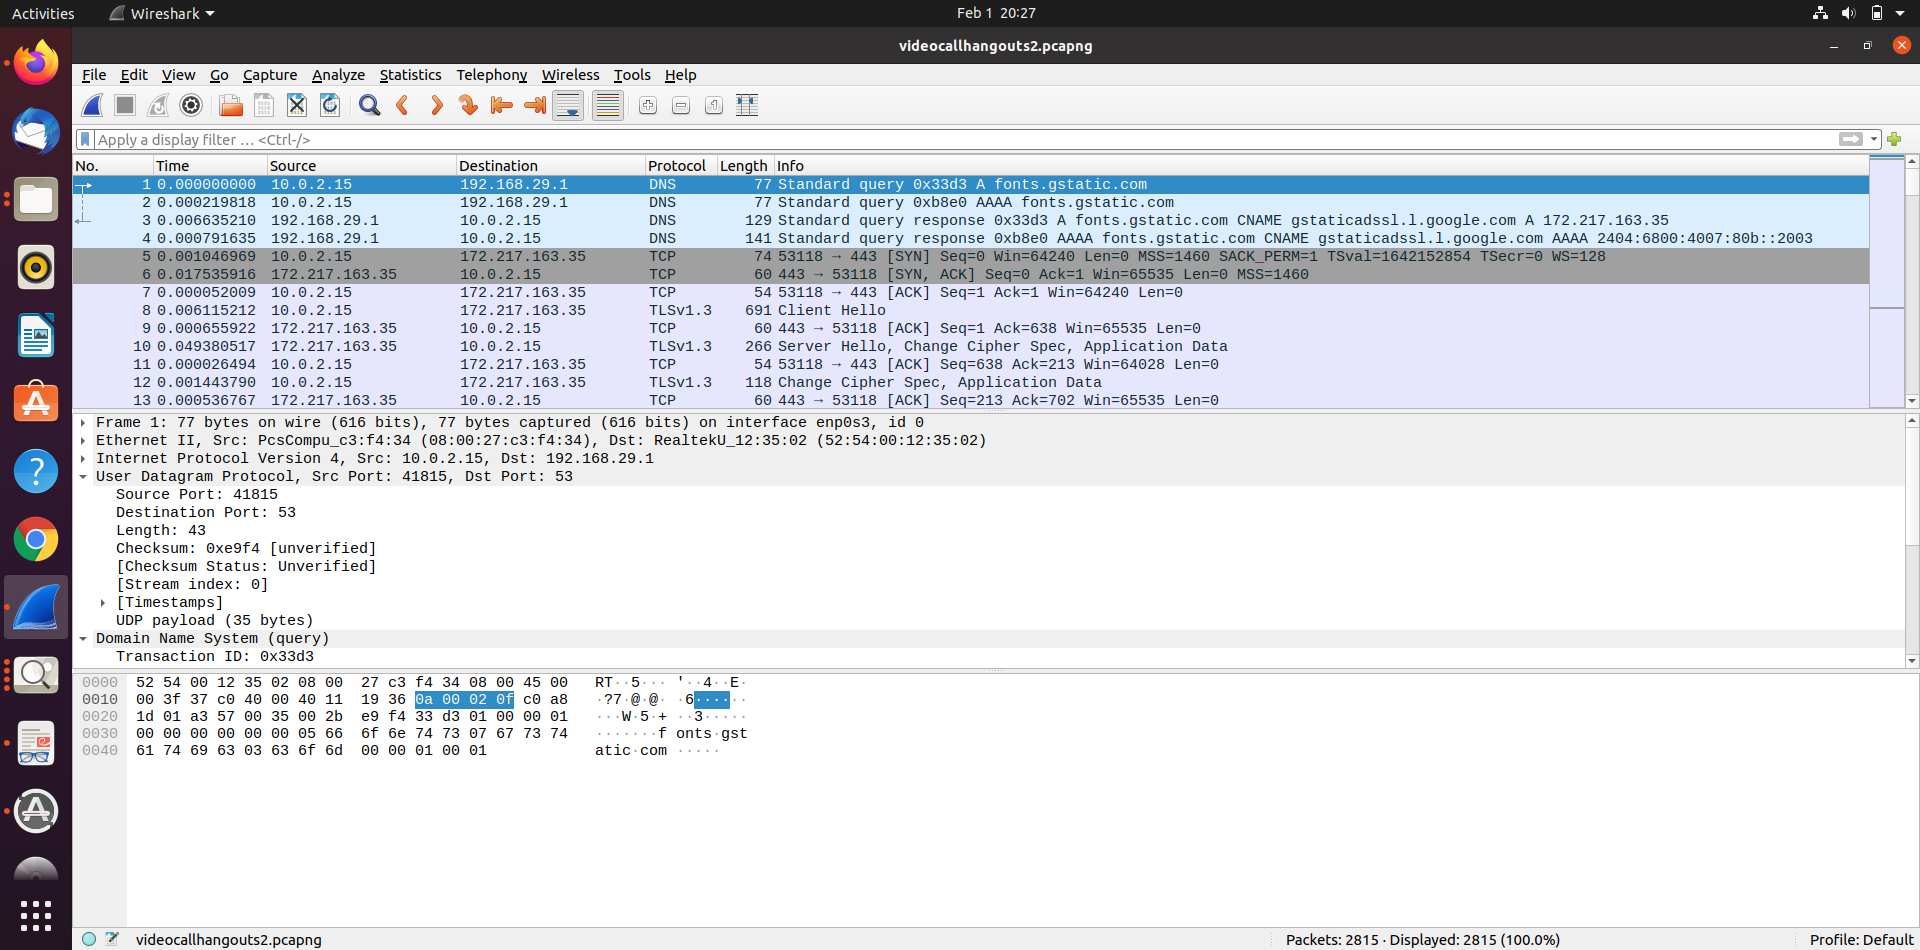 Activities Wireshark Feb 1 20:27
videocallhangouts2.pcapng
File Edit View Go Capture Analyze Statistics Telephony Wireless Tools Help
Apply a display filter … <Ctrl-/>
No. Time Source Destination Protocol Length Info
1 0.000000000 10.0.2.15 192.168.29.1 DNS 77 Standard query 0x33d3 A fonts.gstatic.com
2 0.000219818 10.0.2.15 192.168.29.1 DNS 77 Standard query 0xb8e0 AAAA fonts.gstatic.com
3 0.006635210 192.168.29.1 10.0.2.15 DNS 129 Standard query response 0x33d3 A fonts.gstatic.com CNAME gstaticadssl.l.google.com A 172.217.163.35
4 0.000791635 192.168.29.1 10.0.2.15 DNS 141 Standard query response 0xb8e0 AAAA fonts.gstatic.com CNAME gstaticadssl.l.google.com AAAA 2404:6800:4007:80b::2003
5 0.001046969 10.0.2.15 172.217.163.35 TCP 74 53118 → 443 [SYN] Seq=0 Win=64240 Len=0 MSS=1460 SACK_PERM=1 TSval=1642152854 TSecr=0 WS=128
6 0.017535916 172.217.163.35 10.0.2.15 TCP 60 443 → 53118 [SYN, ACK] Seq=0 Ack=1 Win=65535 Len=0 MSS=1460
7 0.000052009 10.0.2.15 172.217.163.35 TCP 54 53118 → 443 [ACK] Seq=1 Ack=1 Win=64240 Len=0
8 0.006115212 10.0.2.15 172.217.163.35 TLSv1.3 691 Client Hello
9 0.000655922 172.217.163.35 10.0.2.15 TCP 60 443 → 53118 [ACK] Seq=1 Ack=638 Win=65535 Len=0
10 0.049380517 172.217.163.35 10.0.2.15 TLSv1.3 266 Server Hello, Change Cipher Spec, Application Data
11 0.000026494 10.0.2.15 172.217.163.35 TCP 54 53118 → 443 [ACK] Seq=638 Ack=213 Win=64028 Len=0
12 0.001443790 10.0.2.15 172.217.163.35 TLSv1.3 118 Change Cipher Spec, Application Data
13 0.000536767 172.217.163.35 10.0.2.15 TCP 60 443 → 53118 [ACK] Seq=213 Ack=702 Win=65535 Len=0
Frame 1: 77 bytes on wire (616 bits), 77 bytes captured (616 bits) on interface enp0s3, id 0
Ethernet II, Src: PcsCompu_c3:f4:34 (08:00:27:c3:f4:34), Dst: RealtekU_12:35:02 (52:54:00:12:35:02)
Internet Protocol Version 4, Src: 10.0.2.15, Dst: 192.168.29.1
User Datagram Protocol, Src Port: 41815, Dst Port: 53
Source Port: 41815
Destination Port: 53
Length: 43
Checksum: 0xe9f4 [unverified]
[Checksum Status: Unverified]
[Stream index: 0]
[Timestamps]
UDP payload (35 bytes)
Domain Name System (query)
Transaction ID: 0x33d3
0000 52 54 00 12 35 02 08 00 27 c3 f4 34 08 00 45 00 RT··5··· '··4··E·
0010 00 3f 37 c0 40 00 40 11 19 36 0a 00 02 0f c0 a8 ·?7·@·@· ·6······
0020 1d 01 a3 57 00 35 00 2b e9 f4 33 d3 01 00 00 01 ···W·5·+ ··3·····
0030 00 00 00 00 00 00 05 66 6f 6e 74 73 07 67 73 74 ·······f onts·gst
0040 61 74 69 63 03 63 6f 6d 00 00 01 00 01 atic·com ·····
videocallhangouts2.pcapng Packets: 2815 · Displayed: 2815 (100.0%) Profile: Default